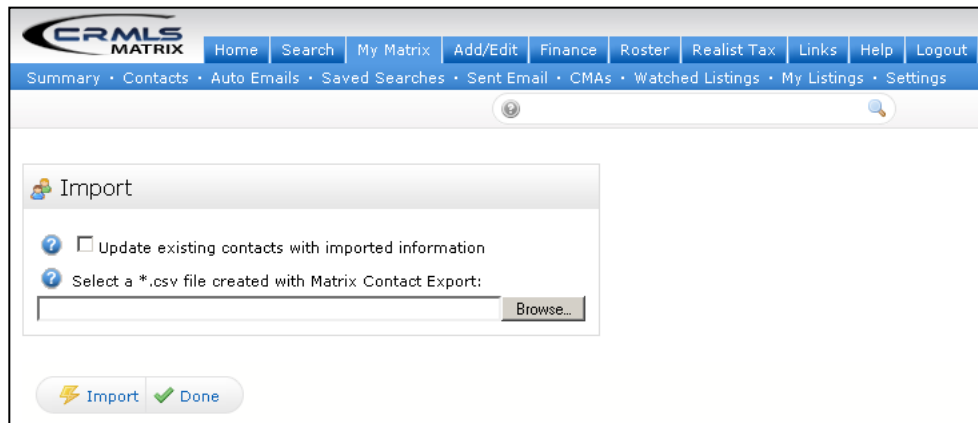 CRMLS
MATRIX
Home Search My Matrix Add/Edit Finance Roster Realist Tax Links Help Logout
Summary • Contacts • Auto Emails • Saved Searches • Sent Email • CMAs • Watched Listings • My Listings • Settings
?
Import
? Update existing contacts with imported information
? Select a *.csv file created with Matrix Contact Export:
Browse...
Import Done